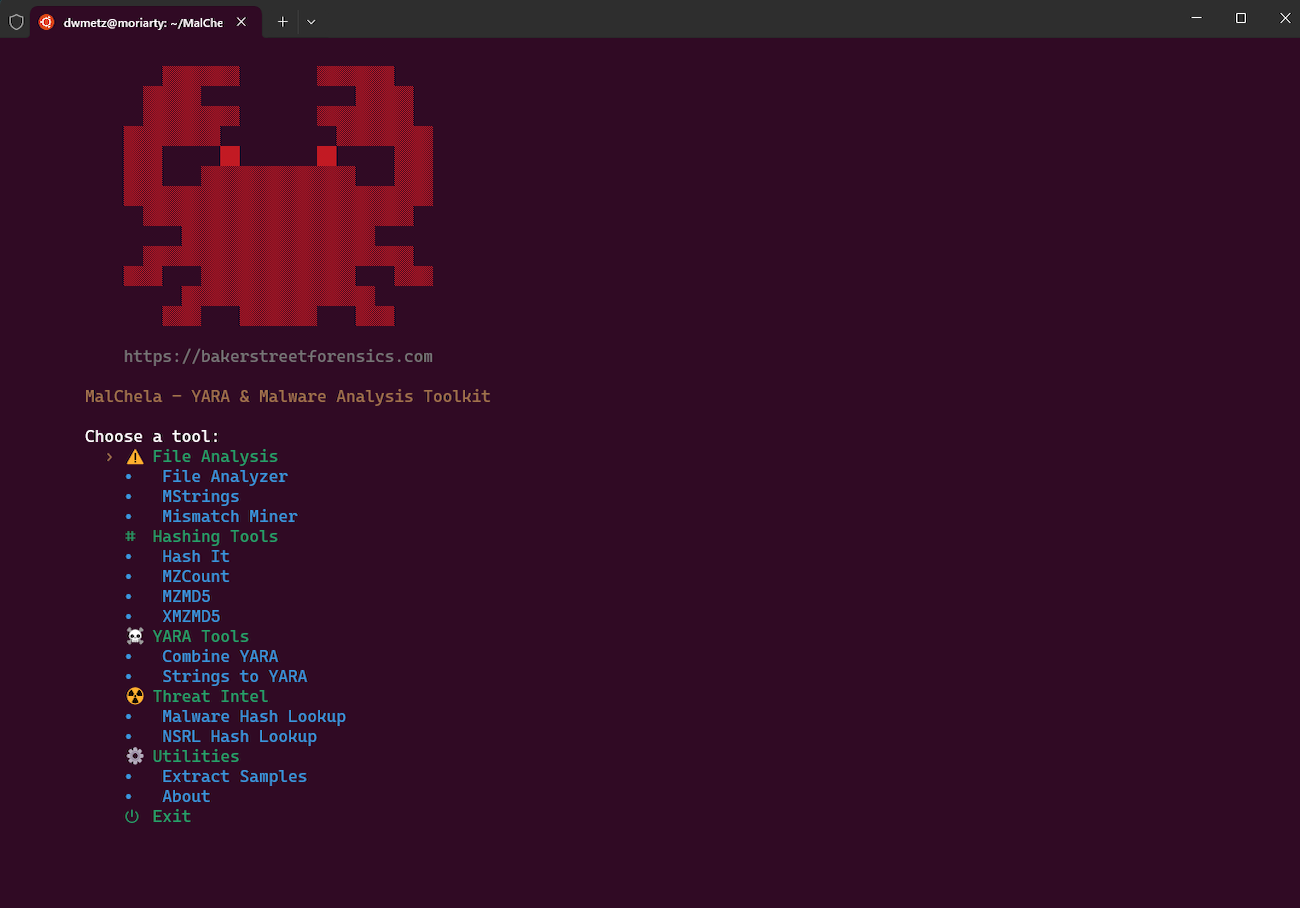 dwmetz@moriarty: ~/MalChe
https://bakerstreetforensics.com
MalChela – YARA & Malware Analysis Toolkit
Choose a tool:
› ⚠️ File Analysis
• File Analyzer
• MStrings
• Mismatch Miner
# Hashing Tools
• Hash It
• MZCount
• MZMD5
• XMZMD5
☠️ YARA Tools
• Combine YARA
• Strings to YARA
☢️ Threat Intel
• Malware Hash Lookup
• NSRL Hash Lookup
⚙️ Utilities
• Extract Samples
• About
⏻ Exit